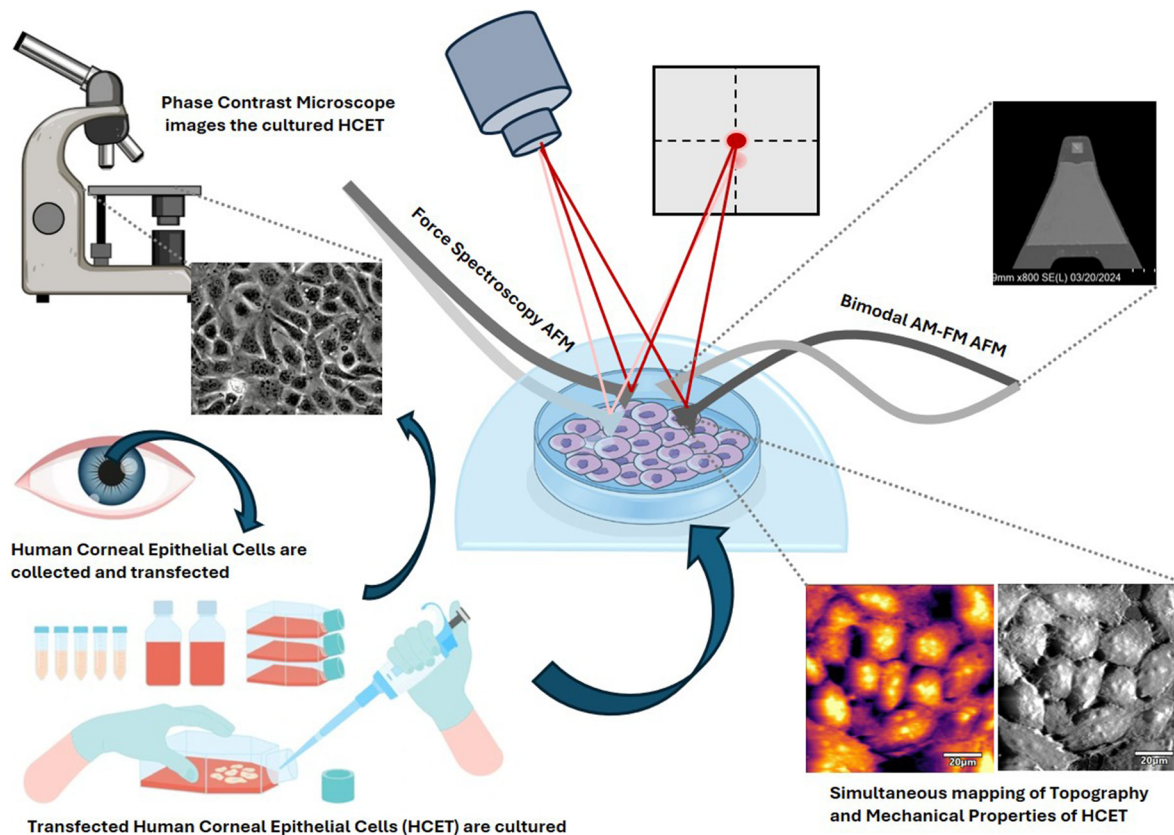 Phase Contrast Microscope
images the cultured HCET
Force Spectroscopy AFM
Bimodal AM-FM AFM
9mm x800 SE(L) 03/20/2024
Human Corneal Epithelial Cells are
collected and transfected
20µm
20µm
Simultaneous mapping of Topography
and Mechanical Properties of HCET
Transfected Human Corneal Epithelial Cells (HCET) are cultured